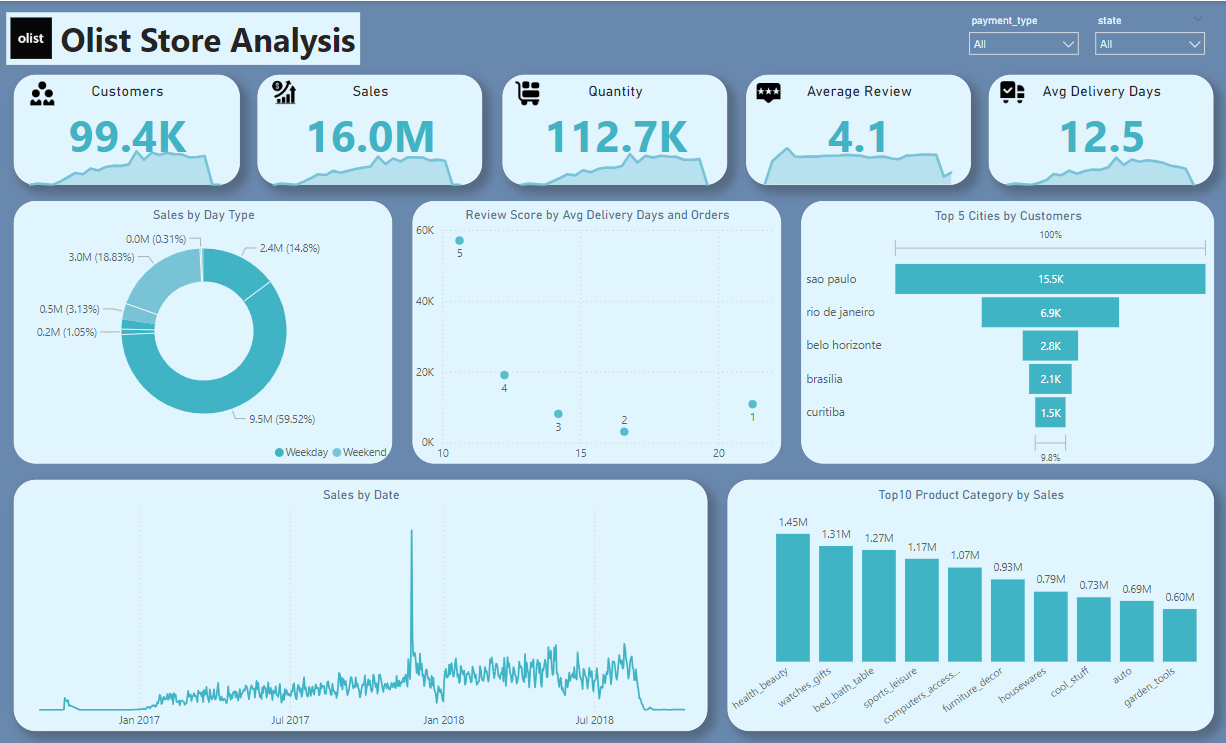 olist
Olist Store Analysis
payment_type
All
state
All
Customers
99.4K
Sales
16.0M
Quantity
112.7K
Average Review
4.1
Avg Delivery Days
12.5
Sales by Day Type
0.0M (0.31%)
2.4M (14.8%)
3.0M (18.83%)
0.5M (3.13%)
0.2M (1.05%)
9.5M (59.52%)
Weekday
Weekend
Review Score by Avg Delivery Days and Orders
60K
40K
20K
0K
5
4
3
2
1
10
15
20
Top 5 Cities by Customers
100%
sao paulo 15.5K
rio de janeiro 6.9K
belo horizonte 2.8K
brasilia 2.1K
curitiba 1.5K
9.8%
Sales by Date
Jan 2017
Jul 2017
Jan 2018
Jul 2018
Top10 Product Category by Sales
1.45M
1.31M
1.27M
1.17M
1.07M
0.93M
0.79M
0.73M
0.69M
0.60M
health_beauty
watches_gifts
bed_bath_table
sports_leisure
computers_access...
furniture_decor
housewares
cool_stuff
auto
garden_tools